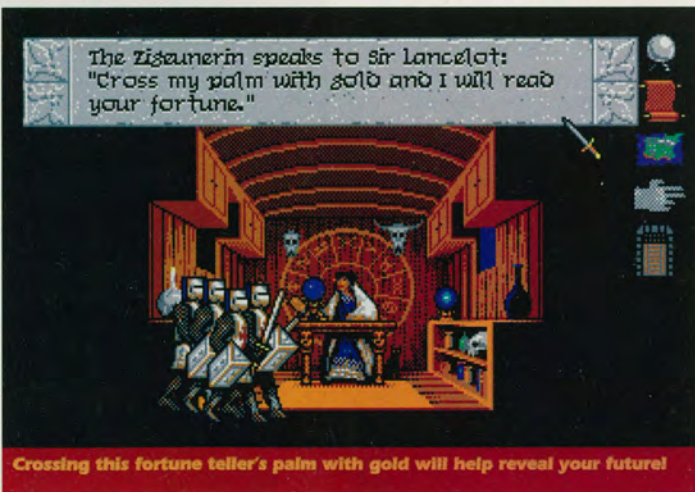 The Zigeunerin speaks to Sir Lancelot:
"Cross my palm with gold and I will read
your fortune."
Crossing this fortune teller's palm with gold will help reveal your future!